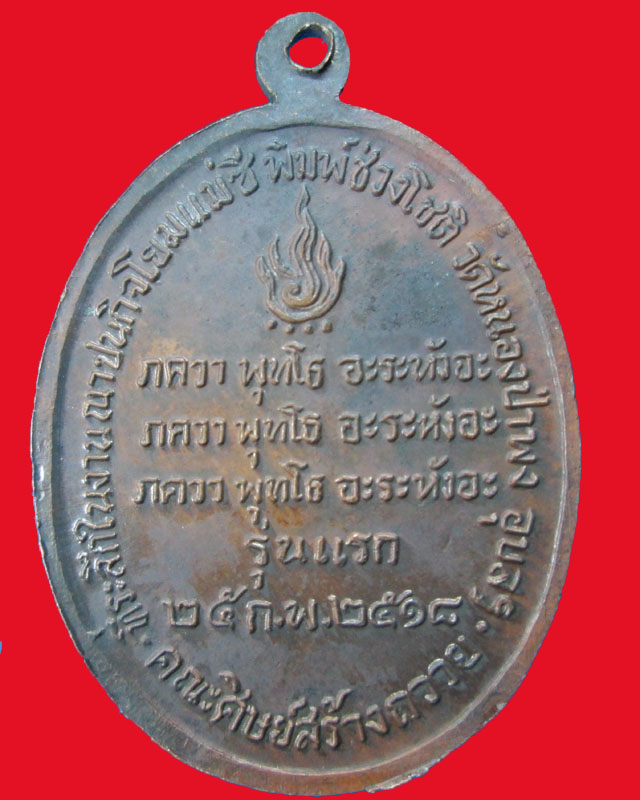 ที่ระลึกในงานฌาปนกิจโยมแม่ชี พิมพ์ช่วงโชติ วัดหนองป่าพง อุบลฯ
ภควา พุทโธ อะระหังอะ
ภควา พุทโธ อะระหังอะ
ภควา พุทโธ อะระหังอะ
รุ่นแรก
๒๕ ก.พ.๒๕๑๘
คณะศิษย์สร้างถวาย